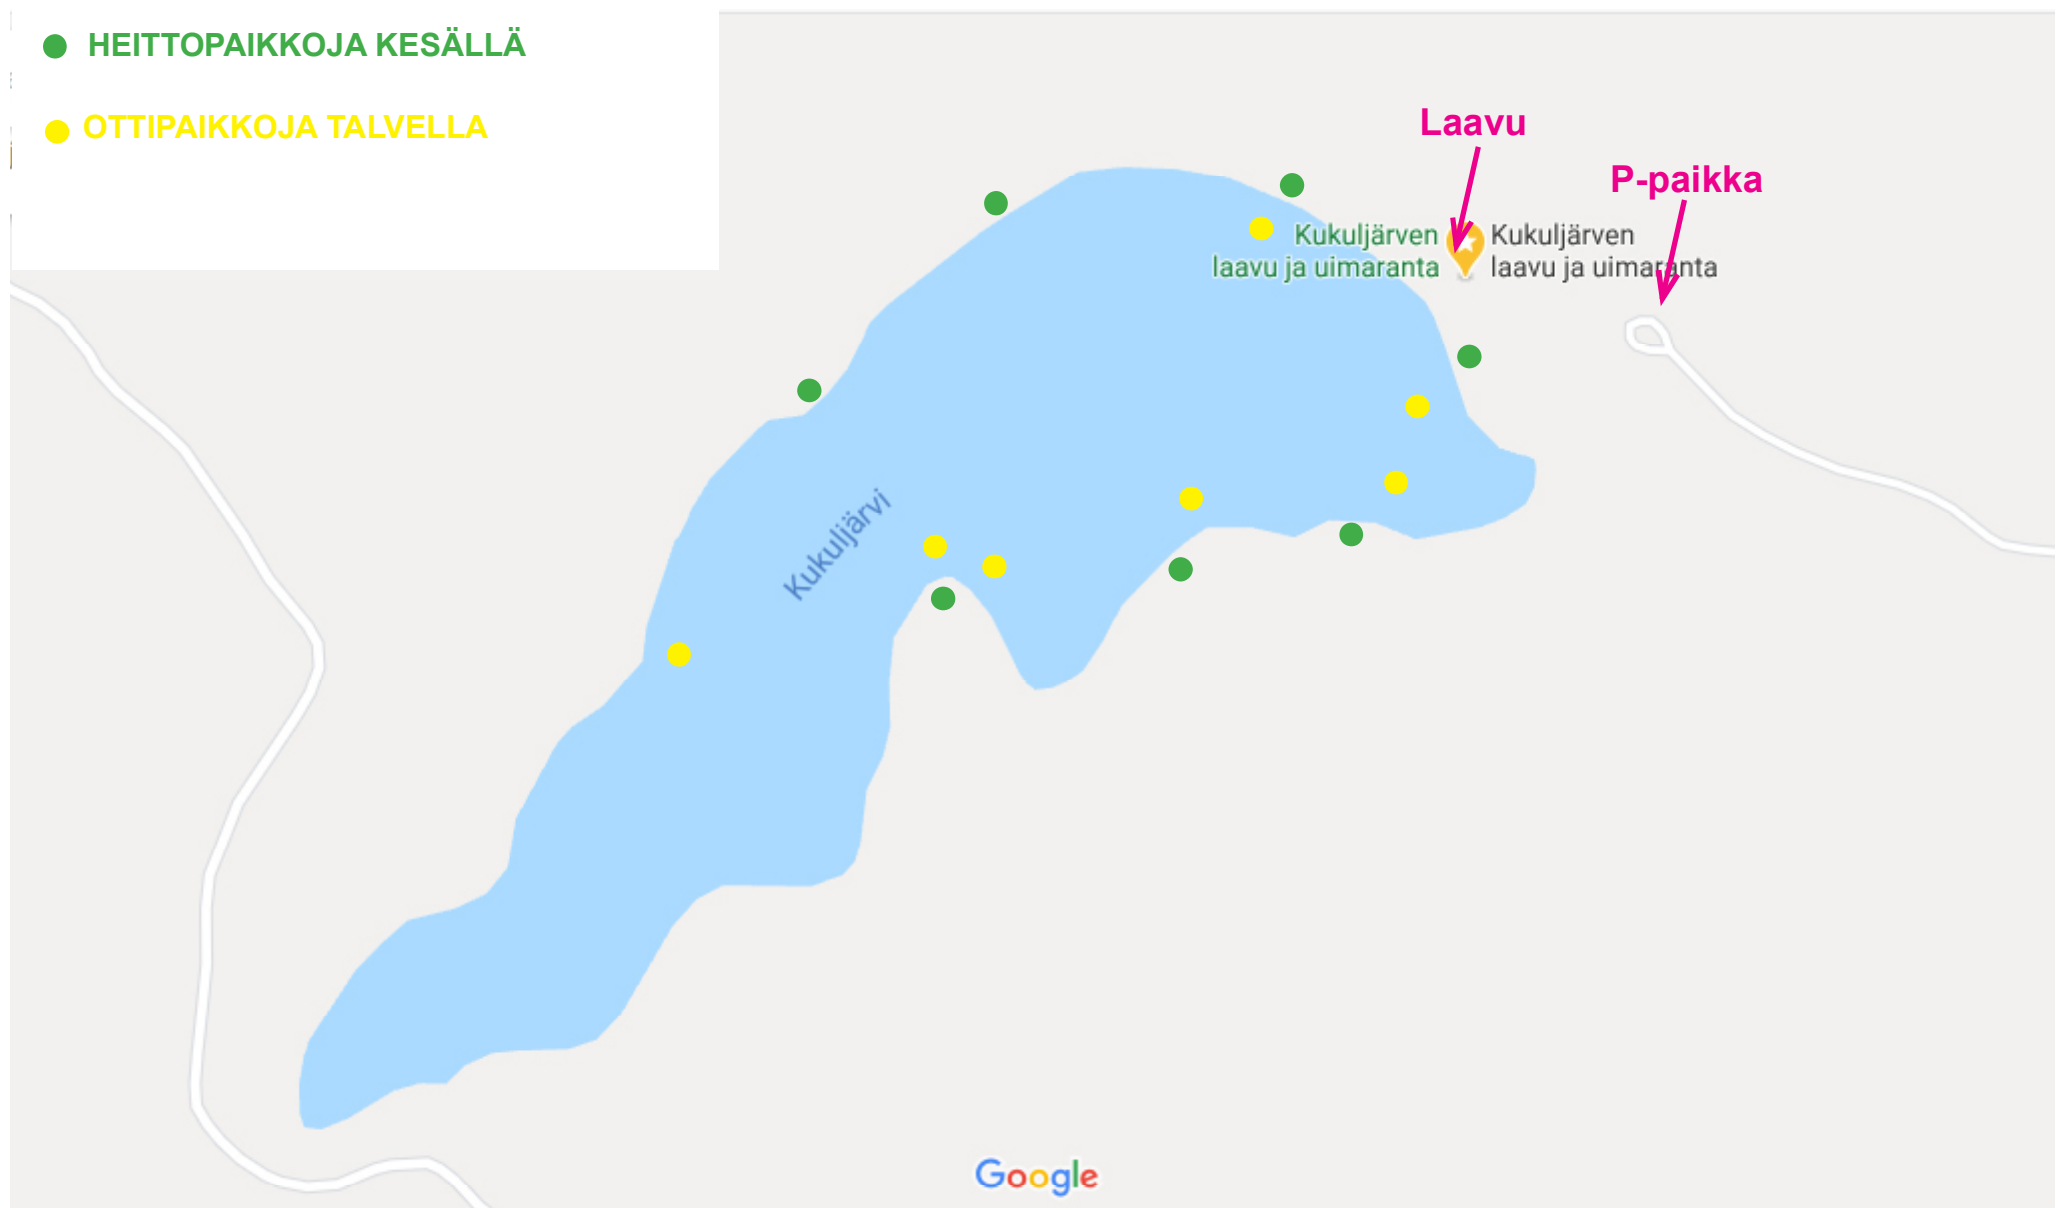 HEITTOPAIKKOJA KESÄLLÄ
OTTIPAIKKOJA TALVELLA
Laavu
P-paikka
Kukuljärven
laavu ja uimaranta
Kukuljärven
laavu ja uimaranta
Kukuljärvi
Google